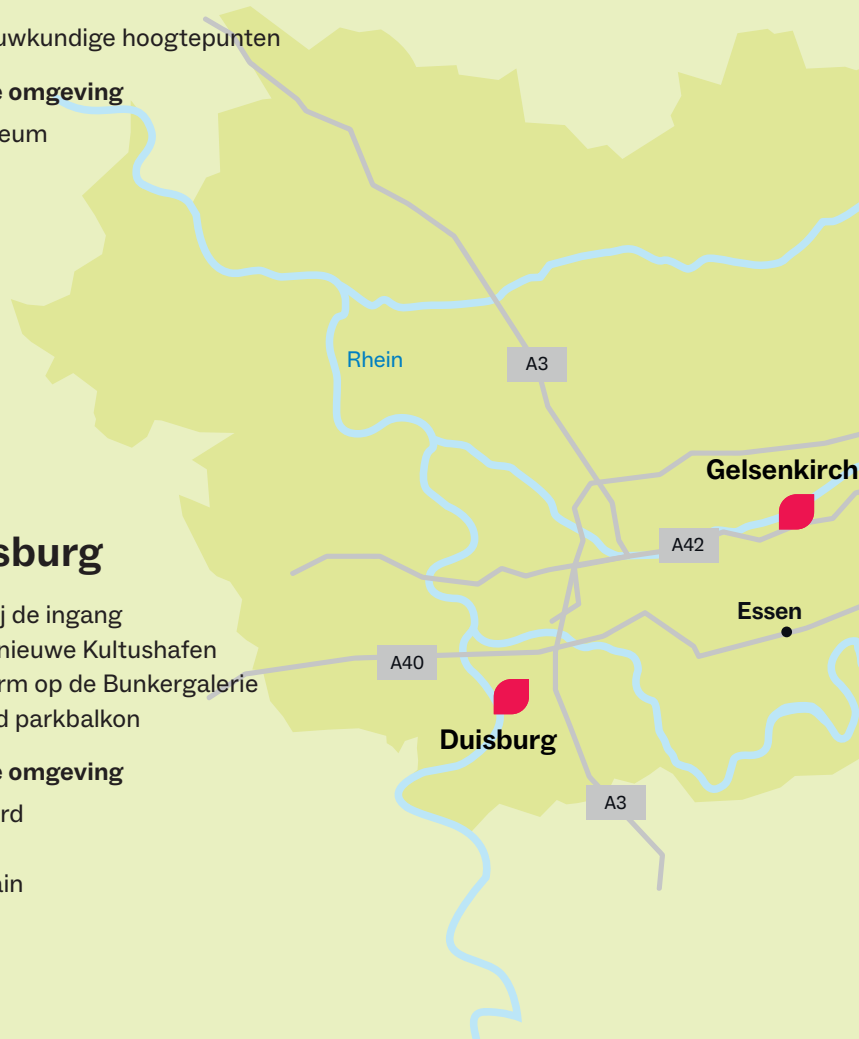 uwkundige hoogtepunten
e omgeving
eum
Rhein
A3
Gelsenkirch
A42
sburg
j de ingang
nieuwe Kultushafen
rm op de Bunkergalerie
d parkbalkon
Essen
A40
Duisburg
e omgeving
rd
ain
A3